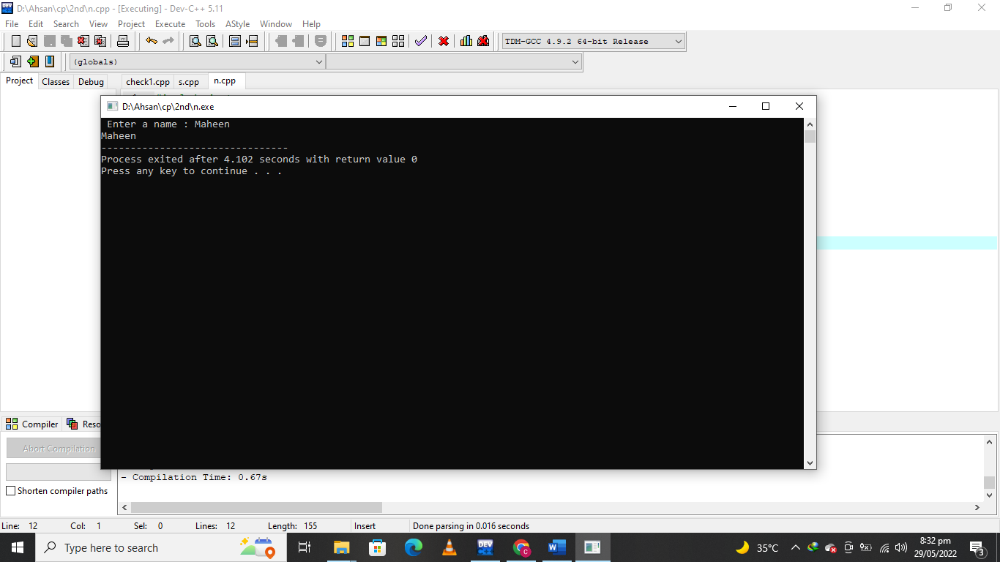 D:\Ahsan\cp\2nd\n.cpp - [Executing] - Dev-C++ 5.11
File Edit Search View Project Execute Tools AStyle Window Help
TDM-GCC 4.9.2 64-bit Release
(globals)
Project Classes Debug check1.cpp s.cpp n.cpp
D:\Ahsan\cp\2nd\n.exe
Enter a name : Maheen
Maheen
--------------------------------
Process exited after 4.102 seconds with return value 0
Press any key to continue . . .
Compiler Reso
Abort Compilation
- Compilation Time: 0.67s
Shorten compiler paths
Line: 12 Col: 1 Sel: 0 Lines: 12 Length: 155 Insert Done parsing in 0.016 seconds
Type here to search
DEV
C
W
35°C
8:32 pm
29/05/2022
3